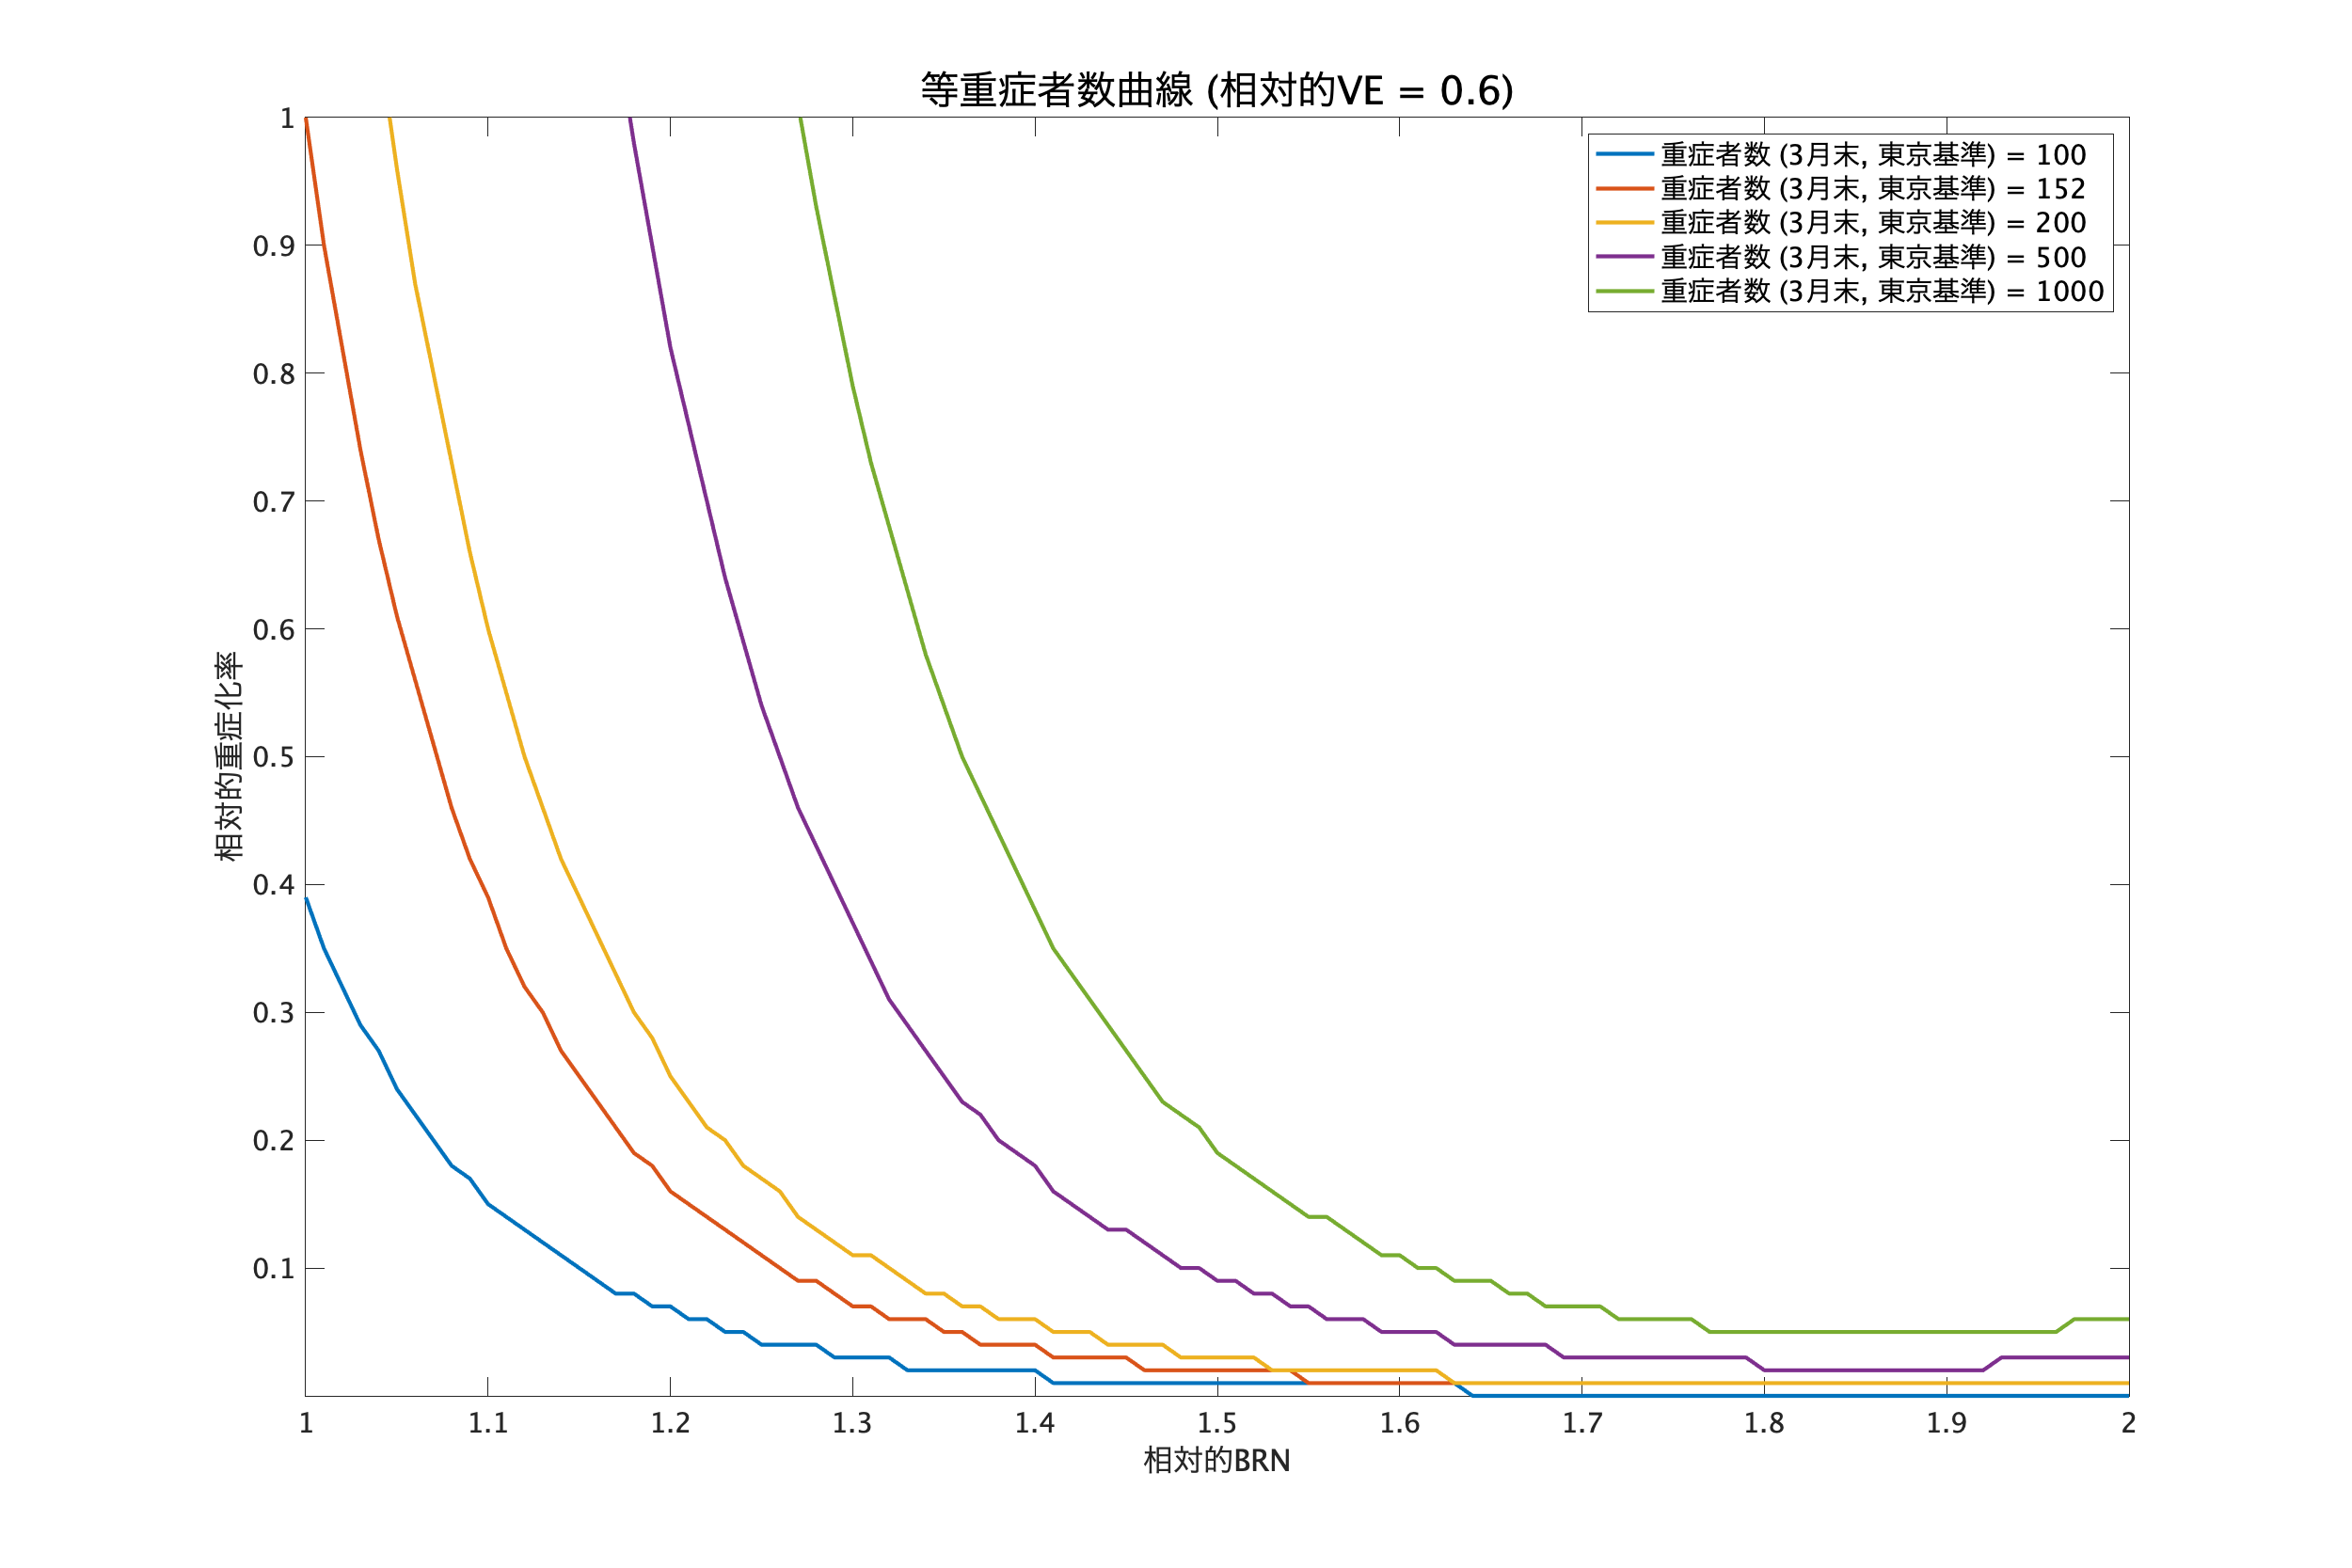 等重症者数曲線 (相対的VE = 0.6)
重症者数 (3月末, 東京基準) = 100
重症者数 (3月末, 東京基準) = 152
重症者数 (3月末, 東京基準) = 200
重症者数 (3月末, 東京基準) = 500
重症者数 (3月末, 東京基準) = 1000
相対的重症化率
1
0.9
0.8
0.7
0.6
0.5
0.4
0.3
0.2
0.1
1 1.1 1.2 1.3 1.4 1.5 1.6 1.7 1.8 1.9 2
相対的BRN